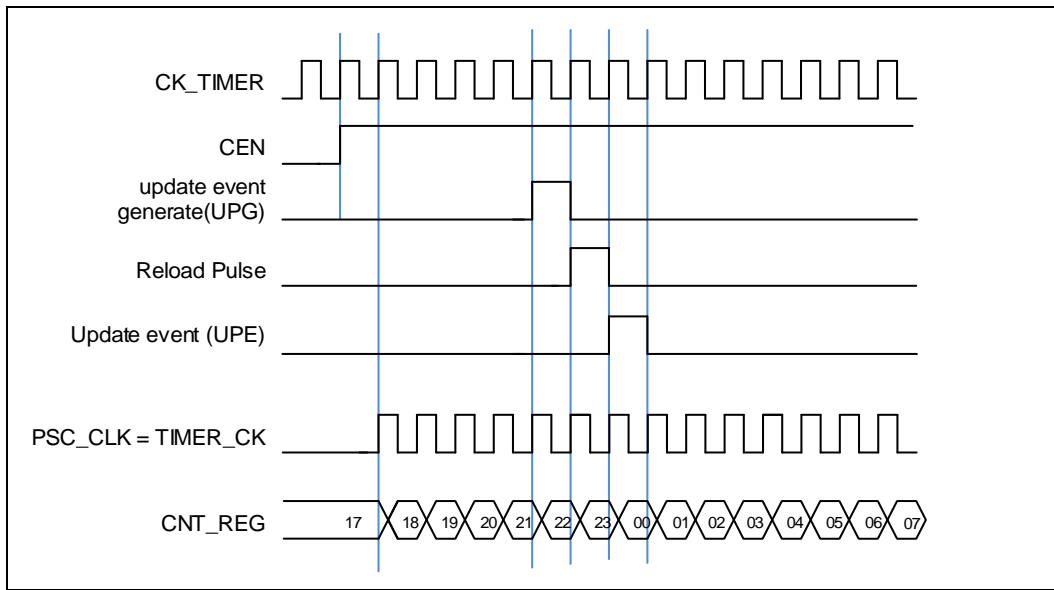 CK_TIMER
CEN
update event
generate(UPG)
Reload Pulse
Update event (UPE)
PSC_CLK = TIMER_CK
CNT_REG 17 18 19 20 21 22 23 00 01 02 03 04 05 06 07